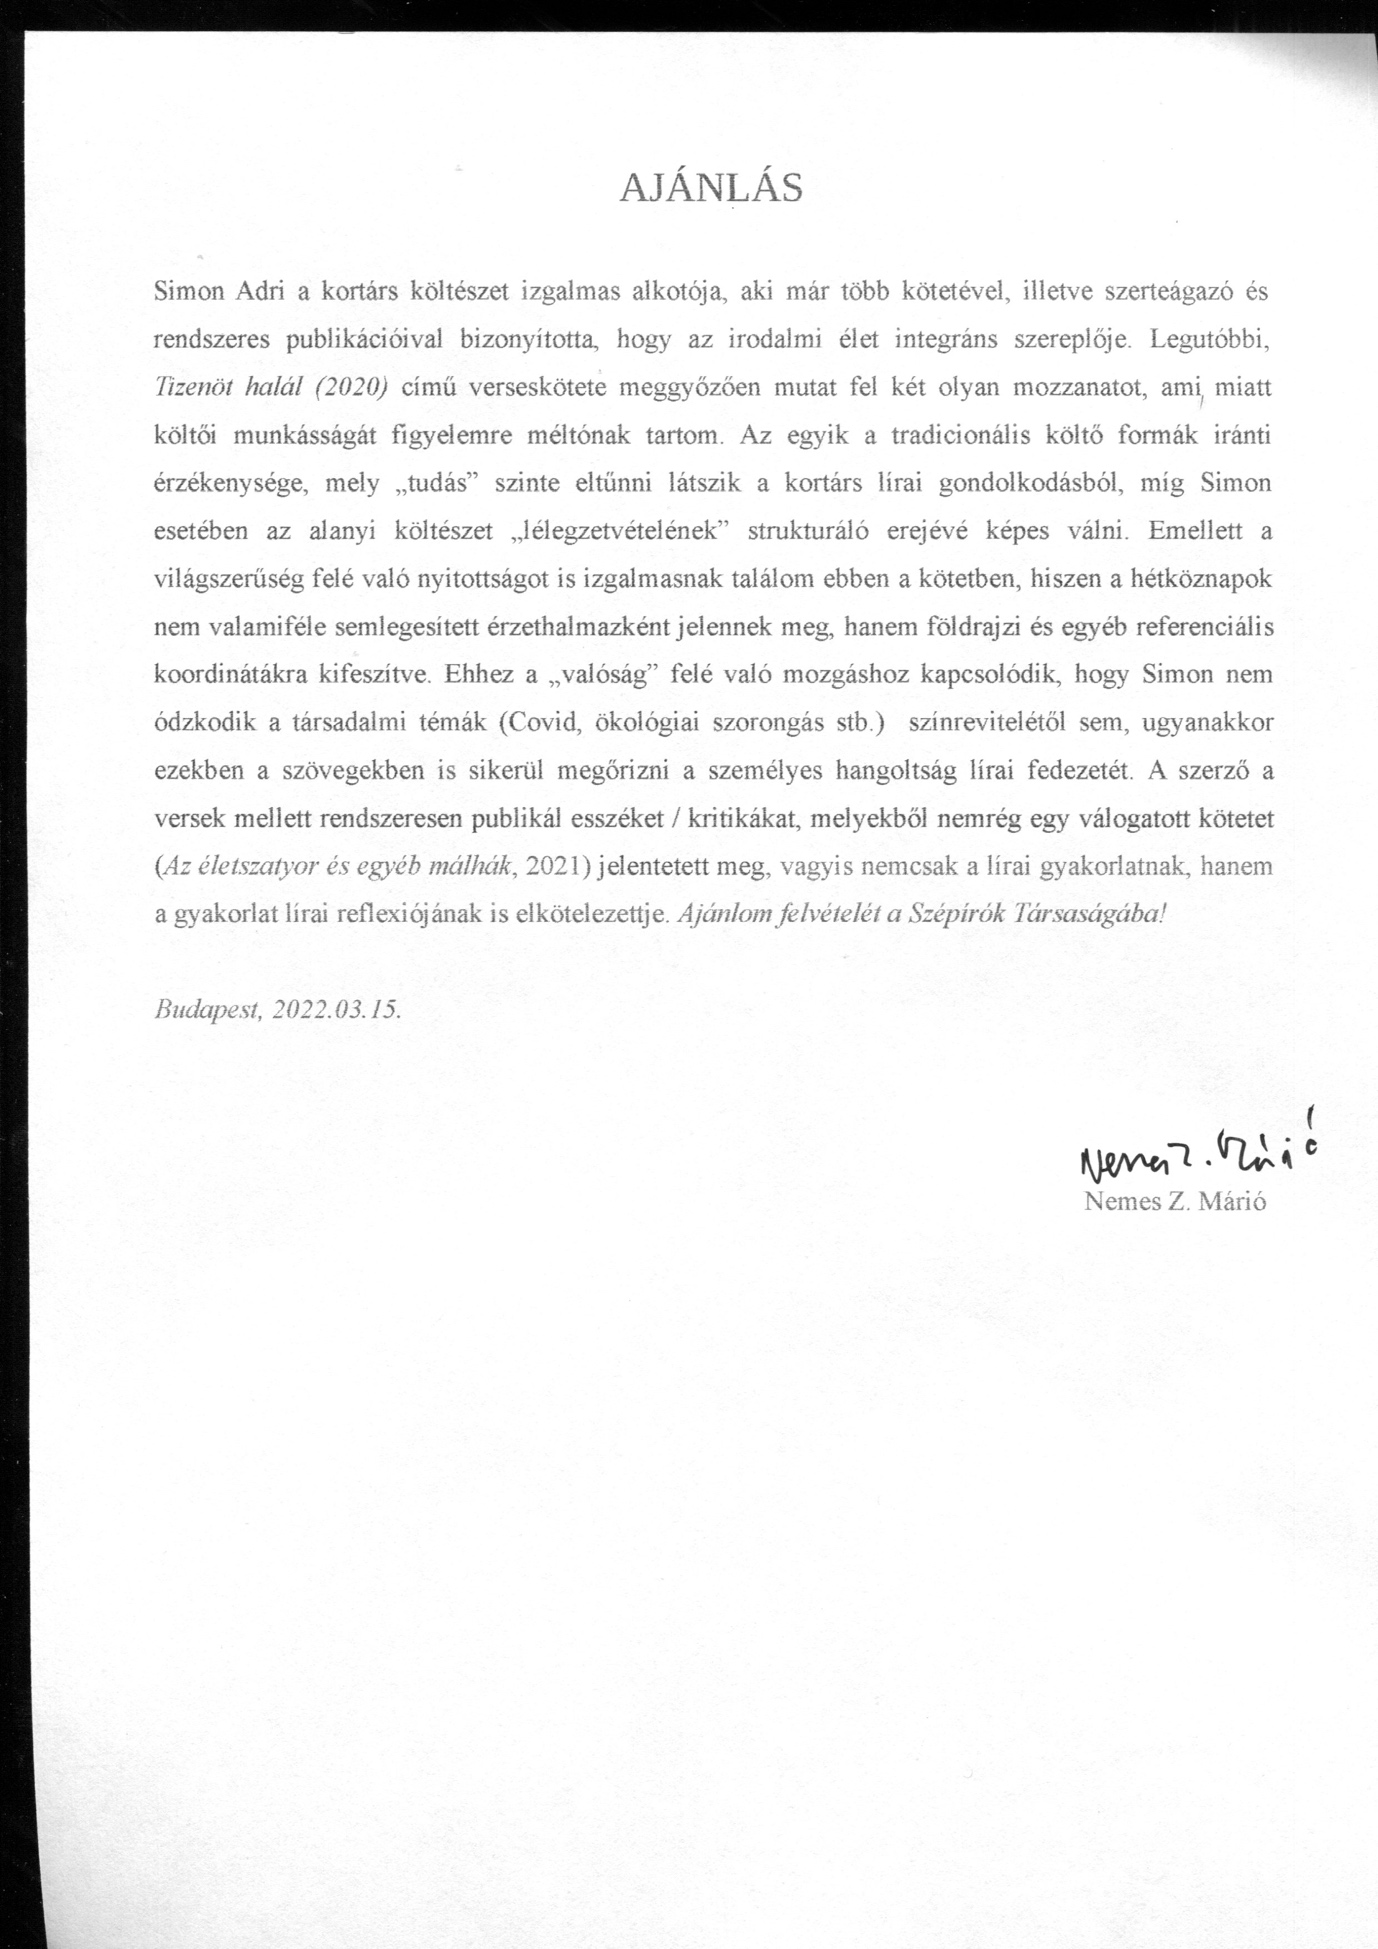 AJÁNLÁS
Simon Adri a kortárs költészet izgalmas alkotója, aki már több kötetével, illetve szerteágazó és
rendszeres publikációival bizonyította, hogy az irodalmi élet integráns szereplője. Legutóbbi,
Tizenöt halál (2020) című verseskötete meggyőzően mutat fel két olyan mozzanatot, ami miatt
költői munkásságát figyelemre méltónak tartom. Az egyik a tradicionális költő formák iránti
érzékenysége, mely „tudás” szinte eltűnni látszik a kortárs lírai gondolkodásból, míg Simon
esetében az alanyi költészet „lélegzetvételének” strukturáló erejévé képes válni. Emellett a
világszerűség felé való nyitottságot is izgalmasnak találom ebben a kötetben, hiszen a hétköznapok
nem valamiféle semlegesített érzethalmazként jelennek meg, hanem földrajzi és egyéb referenciális
koordinátákra kifeszítve. Ehhez a „valóság” felé való mozgáshoz kapcsolódik, hogy Simon nem
ódzkodik a társadalmi témák (Covid, ökológiai szorongás stb.) színrevitelétől sem, ugyanakkor
ezekben a szövegekben is sikerül megőrizni a személyes hangoltság lírai fedezetét. A szerző a
versek mellett rendszeresen publikál esszéket / kritikákat, melyekből nemrég egy válogatott kötetet
(Az életszatyor és egyéb málhák, 2021) jelentetett meg, vagyis nemcsak a lírai gyakorlatnak, hanem
a gyakorlat lírai reflexiójának is elkötelezettje. Ajánlom felvételét a Szépírók Társaságába!
Budapest, 2022.03.15.
Nemes Z. Márió
Nemes Z. Márió